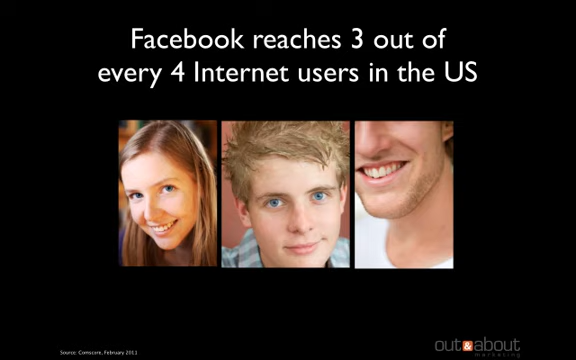 Facebook reaches 3 out of
every 4 Internet users in the US
Source: Comscore, February 2011
out&about
marketing